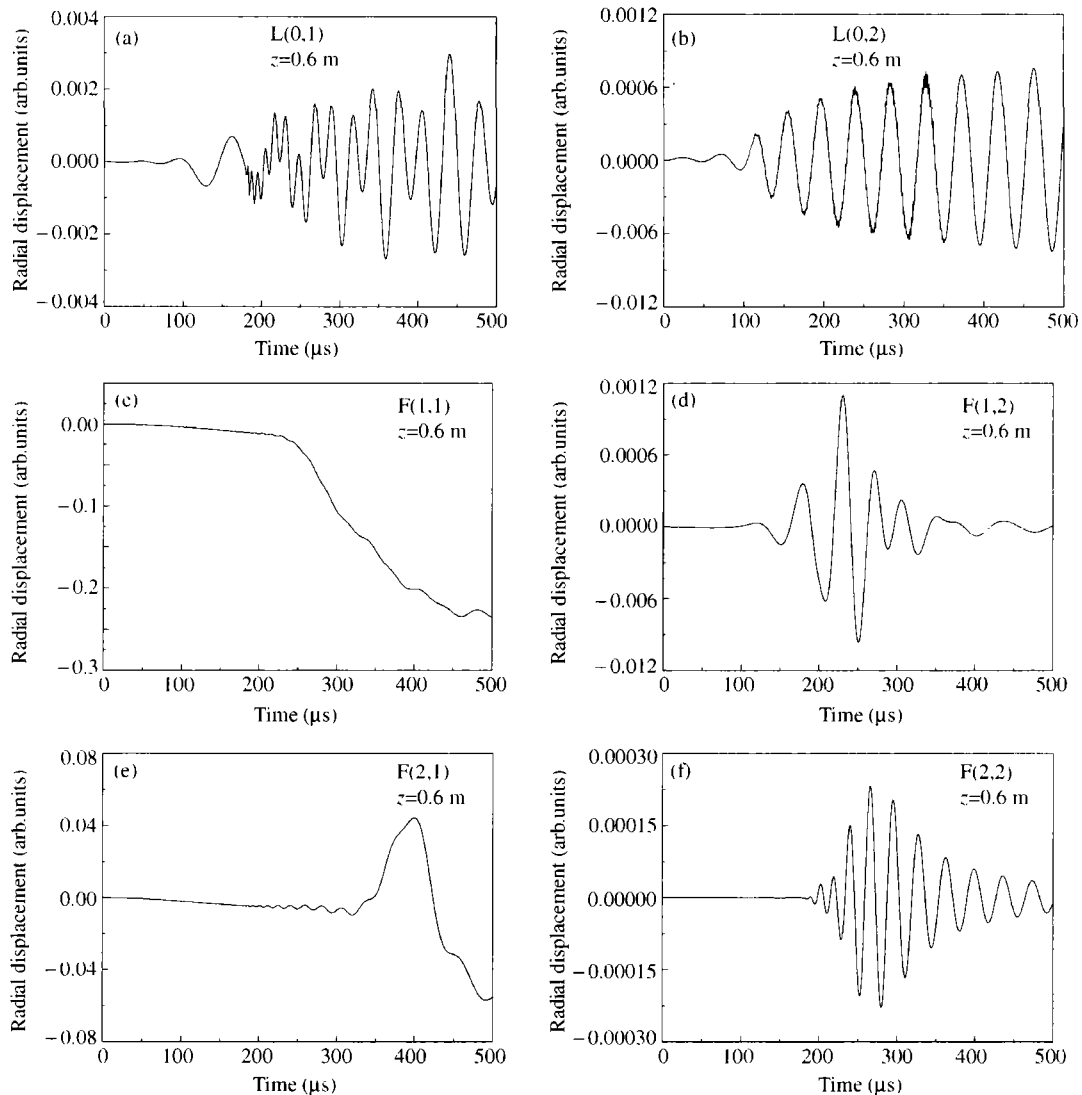 (a)
L(0,1)
z=0.6 m
Radial displacement (arb.units)
0.004
0.002
0.000
−0.002
−0.004
0 100 200 300 400 500
Time (µs)
(b)
L(0,2)
z=0.6 m
Radial displacement (arb.units)
0.0012
0.0006
0.0000
−0.006
−0.012
0 100 200 300 400 500
Time (µs)
(c)
F(1,1)
z=0.6 m
Radial displacement (arb.units)
0.00
−0.1
−0.2
−0.3
0 100 200 300 400 500
Time (µs)
(d)
F(1,2)
z=0.6 m
Radial displacement (arb.units)
0.0012
0.0006
0.0000
−0.006
−0.012
0 100 200 300 400 500
Time (µs)
(e)
F(2,1)
z=0.6 m
Radial displacement (arb.units)
0.08
0.04
0.00
−0.04
−0.08
0 100 200 300 400 500
Time (µs)
(f)
F(2,2)
z=0.6 m
Radial displacement (arb.units)
0.00030
0.00015
0.00000
−0.00015
−0.00030
0 100 200 300 400 500
Time (µs)